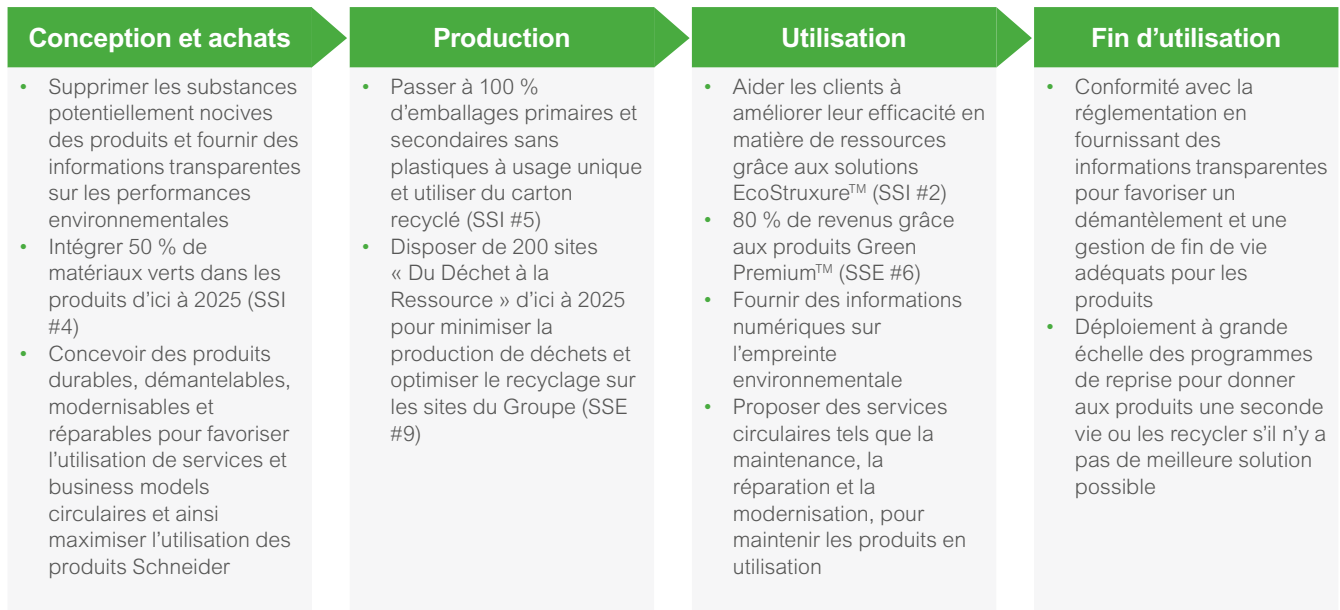 Conception et achats
• Supprimer les substances
potentiellement nocives
des produits et fournir des
informations transparentes
sur les performances
environnementales
• Intégrer 50 % de
matériaux verts dans les
produits d'ici à 2025 (SSI
#4)
• Concevoir des produits
durables, démantelables,
modernisables et
réparables pour favoriser
l'utilisation de services et
business models
circulaires et ainsi
maximiser l'utilisation des
produits Schneider
Production
• Passer à 100 %
d'emballages primaires et
secondaires sans
plastiques à usage unique
et utiliser du carton
recyclé (SSI #5)
• Disposer de 200 sites
« Du Déchet à la
Ressource » d'ici à 2025
pour minimiser la
production de déchets et
optimiser le recyclage sur
les sites du Groupe (SSE
#9)
Utilisation
• Aider les clients à
améliorer leur efficacité en
matière de ressources
grâce aux solutions
EcoStruxure™ (SSI #2)
• 80 % de revenus grâce
aux produits Green
Premium™ (SSE #6)
• Fournir des informations
numériques sur
l'empreinte
environnementale
• Proposer des services
circulaires tels que la
maintenance, la
réparation et la
modernisation, pour
maintenir les produits en
utilisation
Fin d'utilisation
• Conformité avec la
réglementation en
fournissant des
informations transparentes
pour favoriser un
démantèlement et une
gestion de fin de vie
adéquats pour les
produits
• Déploiement à grande
échelle des programmes
de reprise pour donner
aux produits une seconde
vie ou les recycler s'il n'y a
pas de meilleure solution
possible